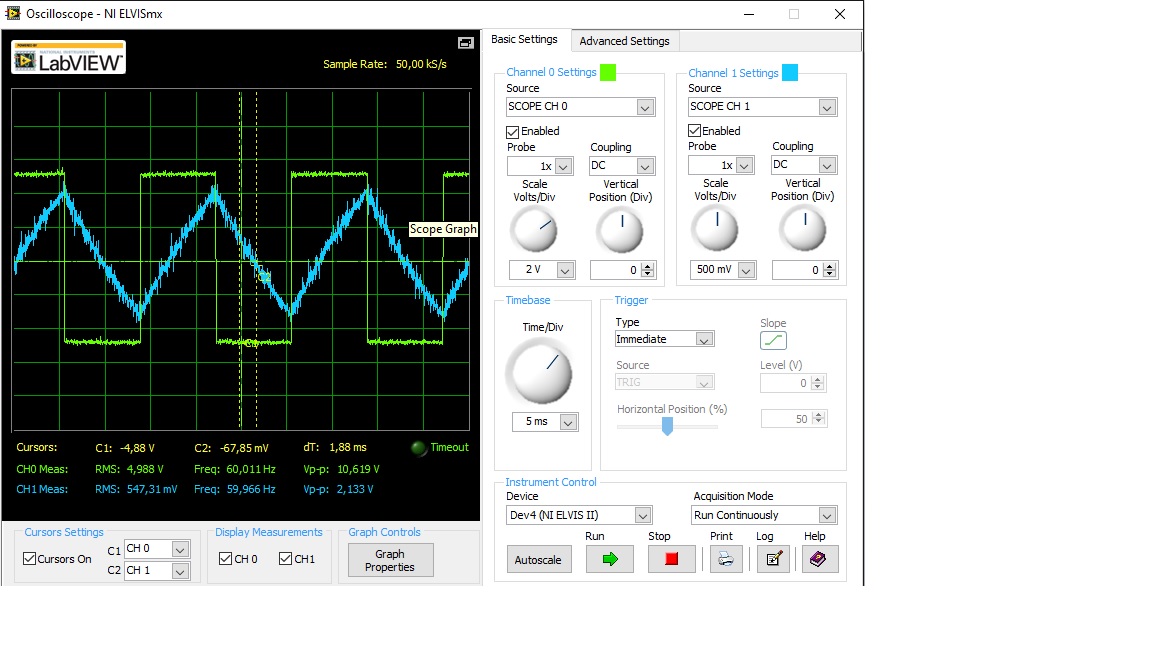 Oscilloscope - NI ELVISmx
POWERED BY
NATIONAL INSTRUMENTS
LabVIEW™
Sample Rate: 50,00 kS/s
Scope Graph
C1
Cursors: C1: -4,88 V C2: -67,85 mV dT: 1,88 ms Timeout
CH0 Meas: RMS: 4,988 V Freq: 60,011 Hz Vp-p: 10,619 V
CH1 Meas: RMS: 547,31 mV Freq: 59,966 Hz Vp-p: 2,133 V
Cursors Settings
Cursors On
C1 CH 0
C2 CH 1
Display Measurements
CH 0 CH1
Graph Controls
Graph
Properties
Basic Settings Advanced Settings
Channel 0 Settings
Source
SCOPE CH 0
Enabled
Probe Coupling
1x DC
Scale Vertical
Volts/Div Position (Div)
2 V 0
Channel 1 Settings
Source
SCOPE CH 1
Enabled
Probe Coupling
1x DC
Scale Vertical
Volts/Div Position (Div)
500 mV 0
Timebase
Time/Div
5 ms
Trigger
Type Slope
Immediate
Source Level (V)
TRIG 0
Horizontal Position (%)
50
Instrument Control
Device Acquisition Mode
Dev4 (NI ELVIS II) Run Continuously
Run Stop Print Log Help
Autoscale